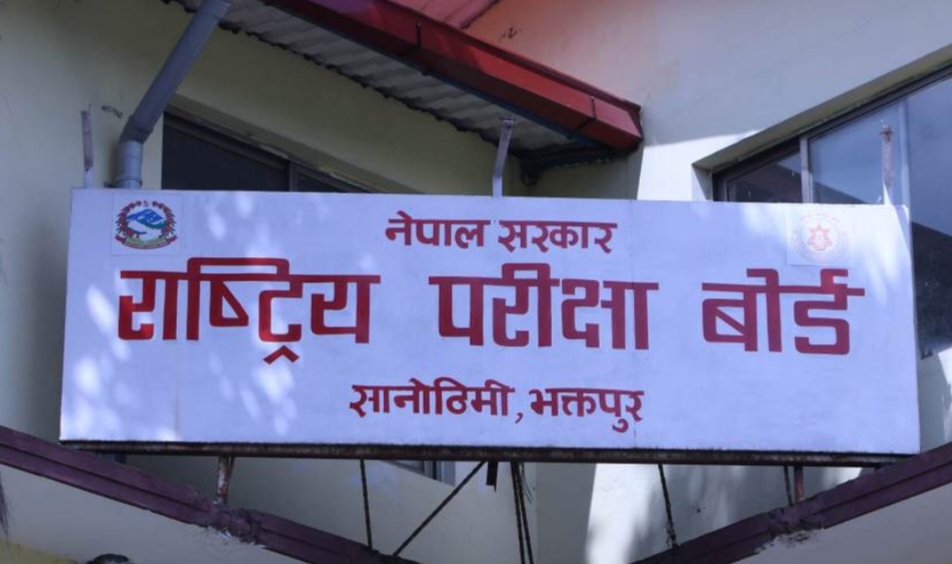 नेपाल सरकार
राष्ट्रिय परीक्षा बोर्ड
सानोठिमी, भक्तपुर